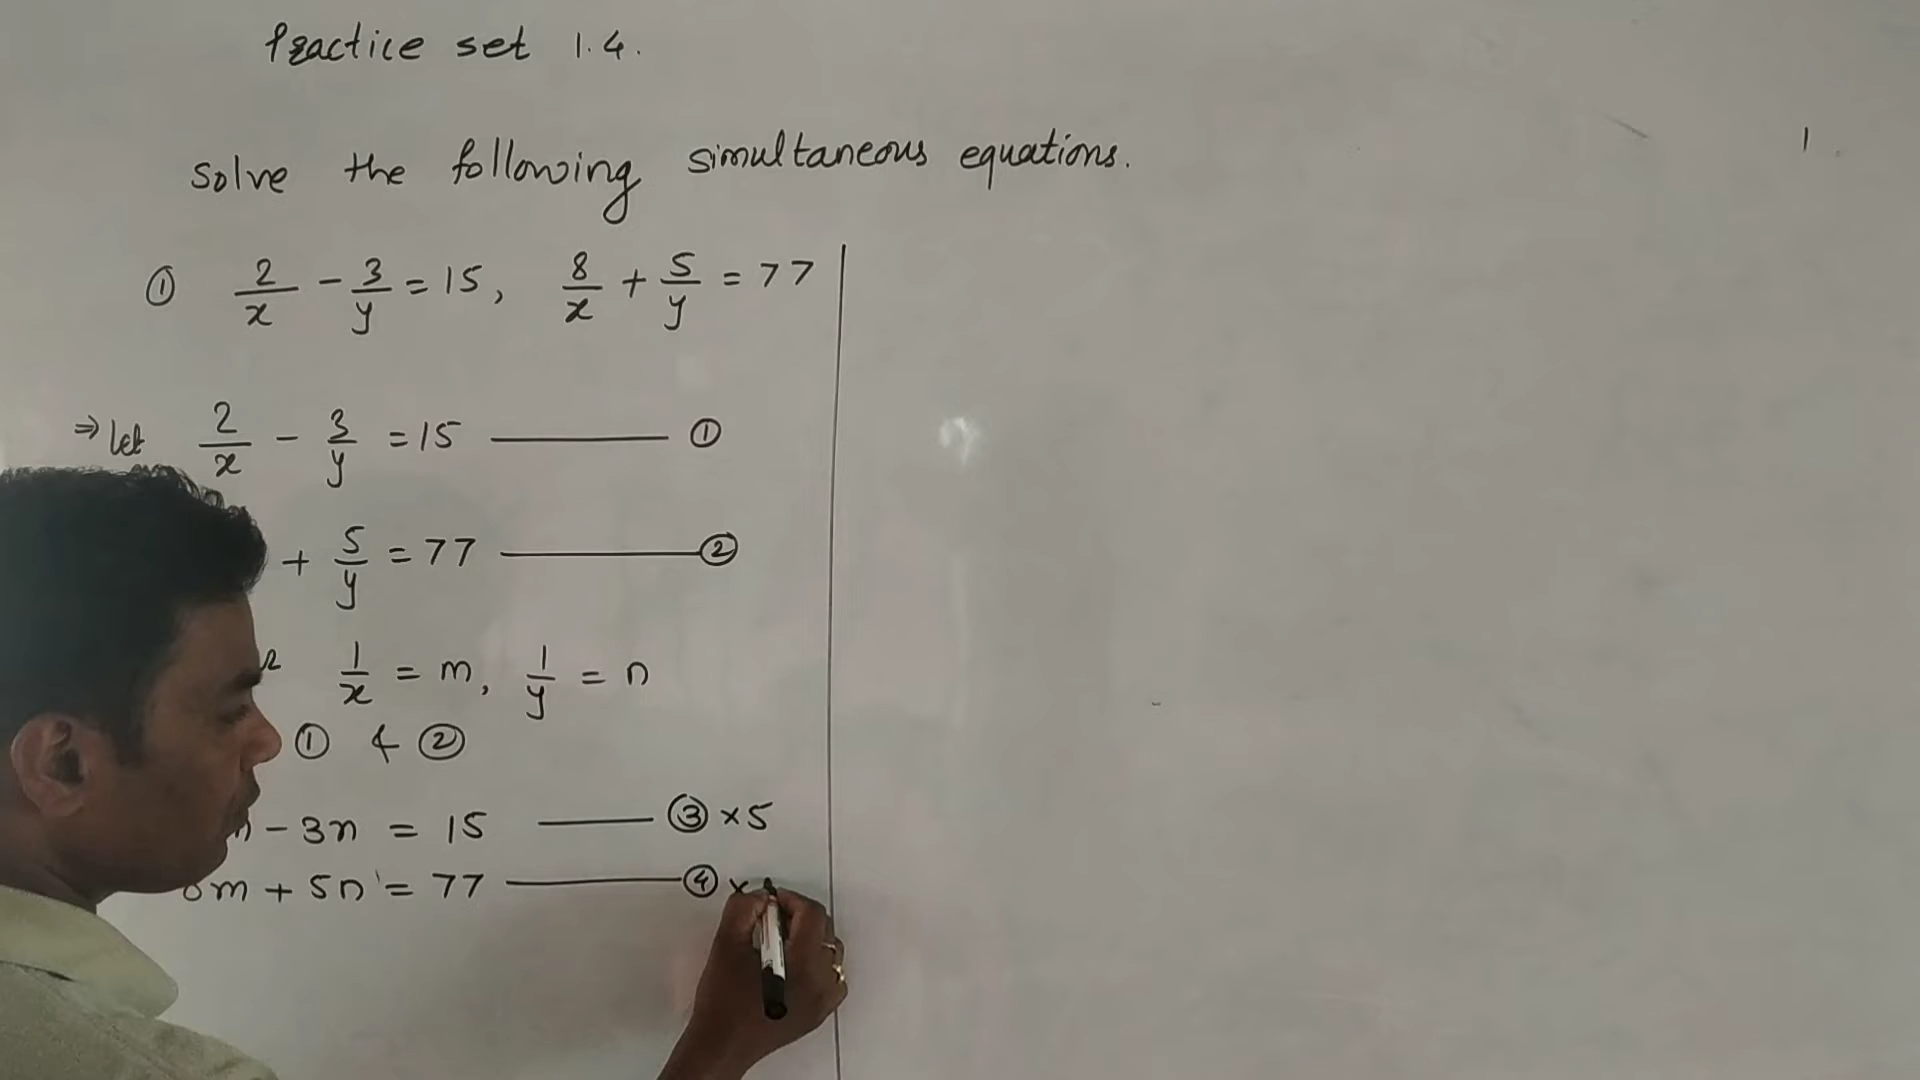 Practice set 1.4.
Solve the following simultaneous equations.
① 2/x - 3/y = 15, 8/x + 5/y = 77
⇒ let 2/x - 3/y = 15 ——— ①
+ 5/y = 77 ——— ②
1/x = m, 1/y = n
① & ②
- 3n = 15 ——— ③ ×5
m + 5n = 77 ——— ④ ×